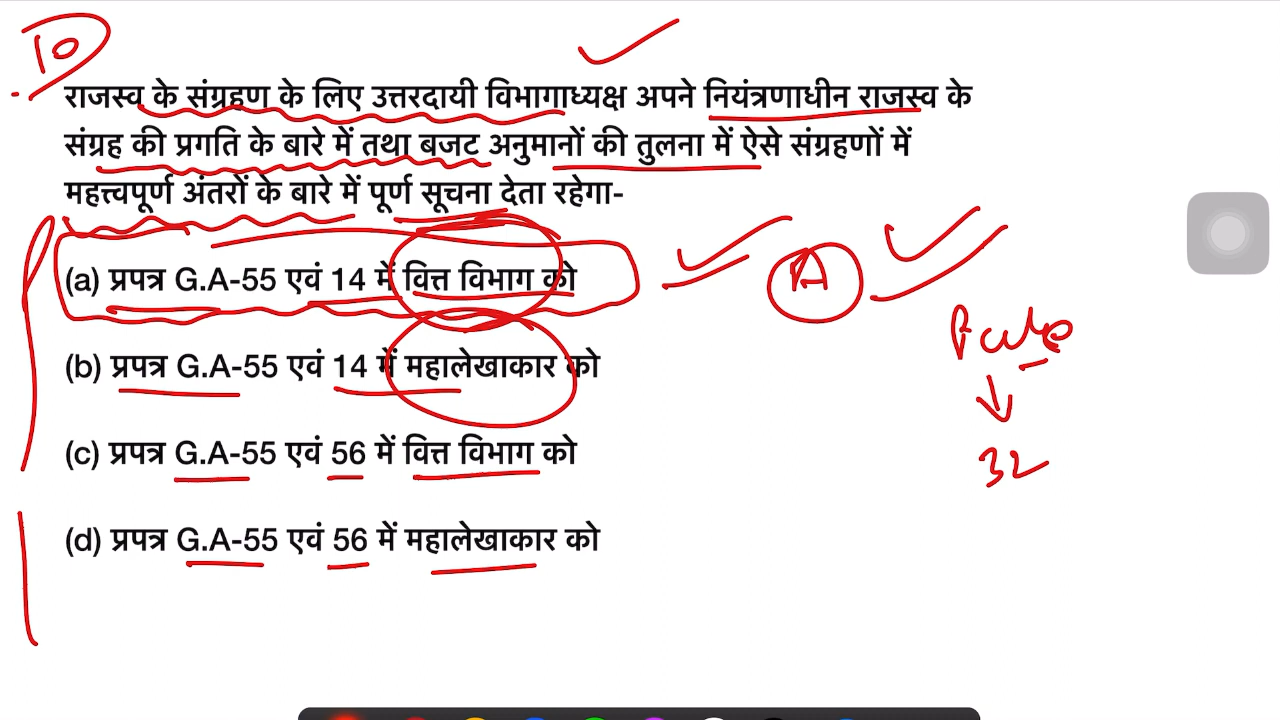 10
राजस्व के संग्रहण के लिए उत्तरदायी विभागाध्यक्ष अपने नियंत्रणाधीन राजस्व के
संग्रह की प्रगति के बारे में तथा बजट अनुमानों की तुलना में ऐसे संग्रहणों में
महत्त्वपूर्ण अंतरों के बारे में पूर्ण सूचना देता रहेगा-
(a) प्रपत्र G.A-55 एवं 14 में वित्त विभाग को
A
(b) प्रपत्र G.A-55 एवं 14 में महालेखाकार को
Rule
32
(c) प्रपत्र G.A-55 एवं 56 में वित्त विभाग को
(d) प्रपत्र G.A-55 एवं 56 में महालेखाकार को